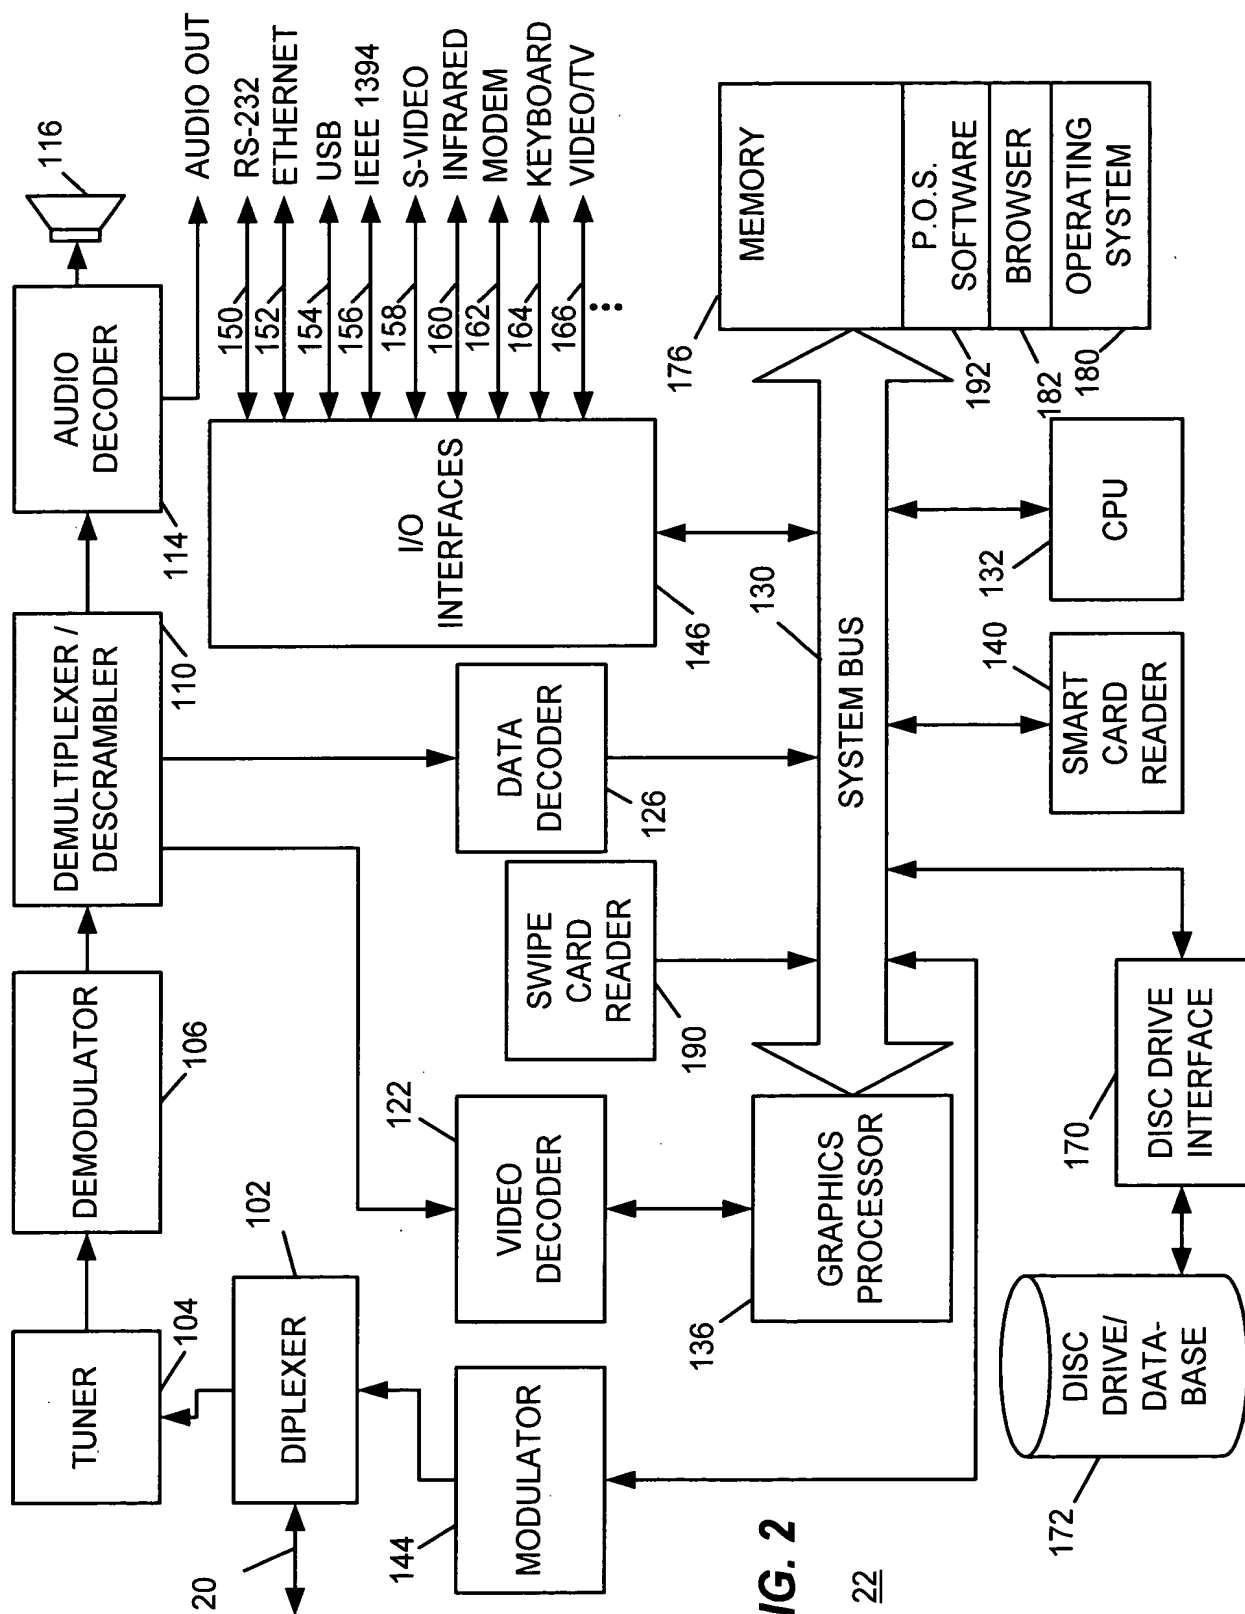 20
TUNER
104
DEMODULATOR
106
DEMULTIPLEXER /
DESCRAMBLER
110
AUDIO
DECODER
114
116
DIPLEXER
102
MODULATOR
144
VIDEO
DECODER
122
DATA
DECODER
126
SWIPE
CARD
READER
190
I/O
INTERFACES
146
AUDIO OUT
150
RS-232
152
ETHERNET
154
USB
156
IEEE 1394
158
S-VIDEO
160
INFRARED
162
MODEM
164
KEYBOARD
166
VIDEO/TV
GRAPHICS
PROCESSOR
136
SYSTEM BUS
130
MEMORY
176
P.O.S.
SOFTWARE
192
BROWSER
182
OPERATING
SYSTEM
180
CPU
132
SMART
CARD
READER
140
DISC DRIVE
INTERFACE
170
DISC
DRIVE/
DATA-
BASE
172
IG. 2
22